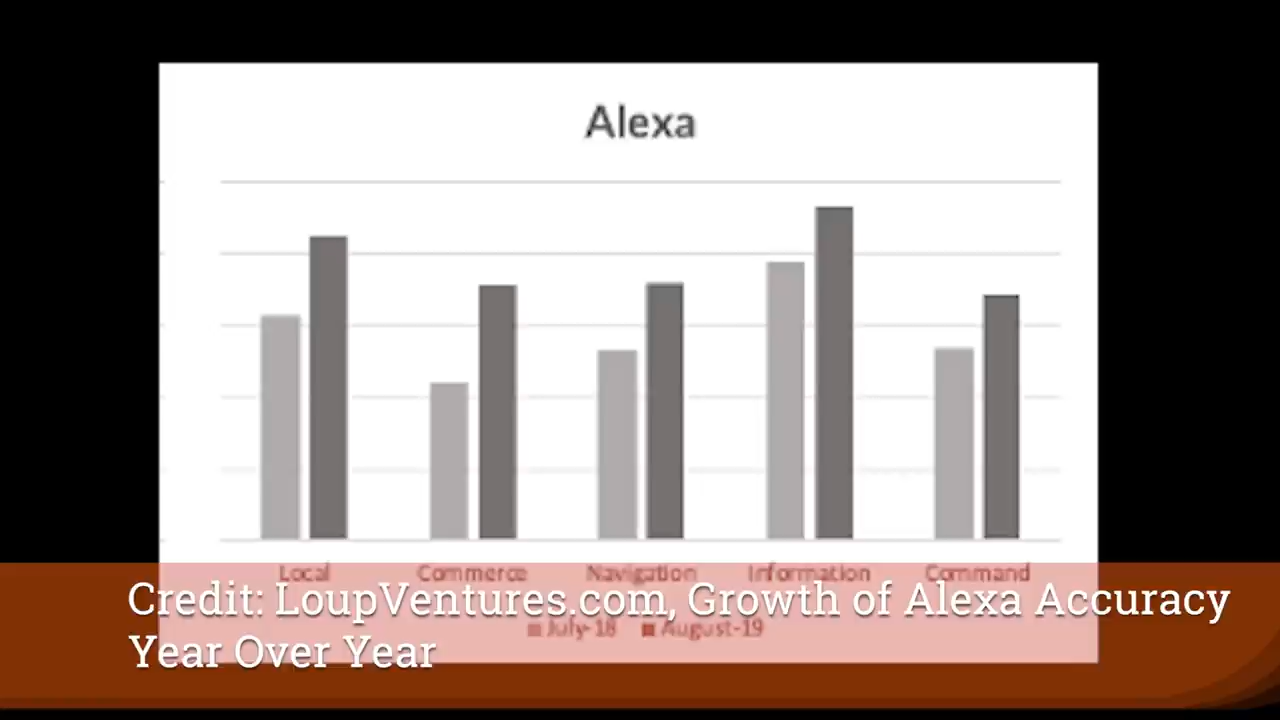 Alexa
Local Commerce Navigation Information Command
Credit: LoupVentures.com, Growth of Alexa Accuracy
July-18 August-19
Year Over Year